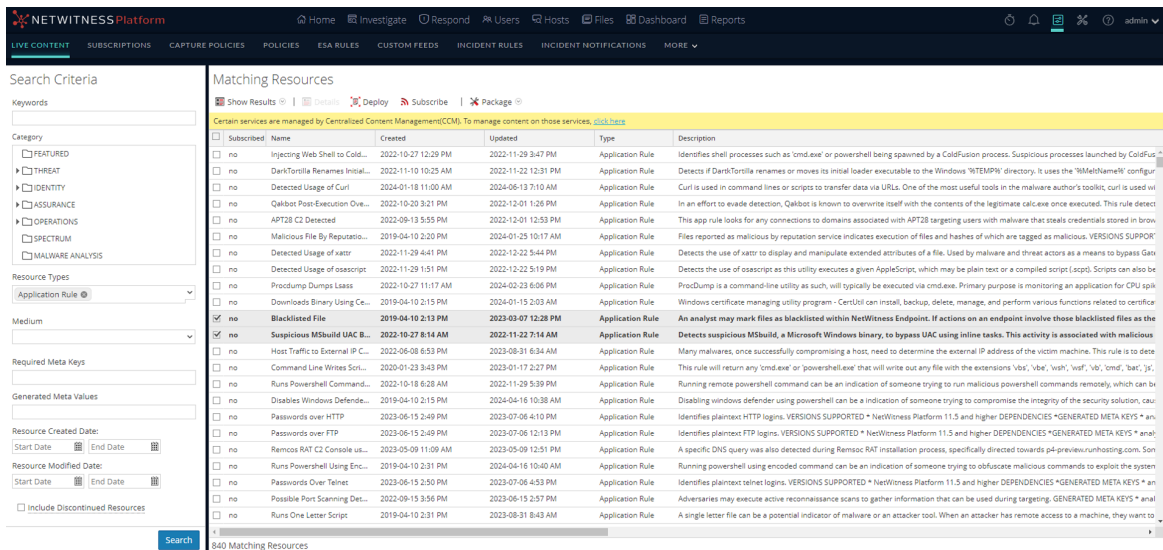 NETWITNESS Platform
Home Investigate Respond Users Hosts Files Dashboard Reports admin
LIVE CONTENT SUBSCRIPTIONS CAPTURE POLICIES POLICIES ESA RULES CUSTOM FEEDS INCIDENT RULES INCIDENT NOTIFICATIONS MORE
Search Criteria
Keywords
Category
FEATURED
THREAT
IDENTITY
ASSURANCE
OPERATIONS
SPECTRUM
MALWARE ANALYSIS
Resource Types
Application Rule
Medium
Required Meta Keys
Generated Meta Values
Resource Created Date:
Start Date End Date
Resource Modified Date:
Start Date End Date
Include Discontinued Resources
Search
Matching Resources
Show Results | Details Deploy Subscribe | Package
Certain services are managed by Centralized Content Management(CCM). To manage content on those services, click here
Subscribed Name Created Updated Type Description
no Injecting Web Shell to Cold... 2022-10-27 12:29 PM 2022-11-29 3:47 PM Application Rule Identifies shell processes such as 'cmd.exe' or powershell being spawned by a ColdFusion process. Suspicious processes launched by ColdFus
no DarkTortilla Renames Initial... 2022-11-10 10:25 AM 2022-11-22 12:31 PM Application Rule Detects if DarkTortilla renames or moves its initial loader executable to the Windows '%TEMP%' directory. It uses the '%MeltName%' configur
no Detected Usage of Curl 2024-01-18 11:00 AM 2024-06-13 7:10 AM Application Rule Curl is used in command lines or scripts to transfer data via URLs. One of the most useful tools in the malware author's toolkit, curl is used wi
no Qakbot Post-Execution Ove... 2022-10-20 3:21 PM 2022-12-01 1:26 PM Application Rule In an effort to evade detection, Qakbot is known to overwrite itself with the contents of the legitimate calc.exe once executed. This rule detect
no APT28 C2 Detected 2022-09-13 5:55 PM 2022-12-01 12:53 PM Application Rule This app rule looks for any connections to domains associated with APT28 targeting users with malware that steals credentials stored in brow
no Malicious File By Reputatio... 2019-04-10 2:20 PM 2024-01-25 10:17 AM Application Rule Files reported as malicious by reputation service indicates execution of files and hashes of which are tagged as malicious. VERSIONS SUPPOR
no Detected Usage of xattr 2022-11-29 4:41 PM 2022-12-22 5:44 PM Application Rule Detects the use of xattr to display and manipulate extended attributes of a file. Used by malware and threat actors as a means to bypass Gate
no Detected Usage of osascript 2022-11-29 1:51 PM 2022-12-22 5:19 PM Application Rule Detects the use of osascript as this utility executes a given AppleScript, which may be plain text or a compiled script (.scpt). Scripts can also be
no Procdump Dumps Lsass 2022-10-27 11:17 AM 2024-02-23 6:06 PM Application Rule ProcDump is a command-line utility as such, will typically be executed via cmd.exe. Primary purpose is monitoring an application for CPU spik
no Downloads Binary Using Ce... 2019-04-10 2:15 PM 2024-01-15 2:03 AM Application Rule Windows certificate managing utility program - CertUtil can install, backup, delete, manage, and perform various functions related to certificat
no Blacklisted File 2019-04-10 2:13 PM 2023-03-07 12:28 PM Application Rule An analyst may mark files as blacklisted within NetWitness Endpoint. If actions on an endpoint involve those blacklisted files as the
no Suspicious MSbuild UAC B... 2022-10-27 8:14 AM 2022-11-22 7:14 AM Application Rule Detects suspicious MSbuild, a Microsoft Windows binary, to bypass UAC using inline tasks. This activity is associated with malicious
no Host Traffic to External IP C... 2022-06-08 6:53 PM 2023-08-31 6:34 AM Application Rule Many malwares, once successfully compromising a host, need to determine the external IP address of the victim machine. This rule is to dete
no Command Line Writes Scri... 2020-01-23 3:43 PM 2023-01-17 2:27 PM Application Rule This rule will return any 'cmd.exe' or 'powershell.exe' that will write out any file with the extensions 'vbs', 'vbe', 'wsh', 'wsf', 'vb', 'cmd', 'bat', 'js',
no Runs Powershell Command... 2022-10-18 6:28 AM 2022-11-29 5:39 PM Application Rule Running remote powershell command can be an indication of someone trying to run malicious powershell commands remotely, which can be
no Disables Windows Defende... 2019-04-10 2:15 PM 2024-04-16 10:38 AM Application Rule Disabling windows defender using powershell can be a indication of someone trying to compromise the integrity of the security solution, cau
no Passwords over HTTP 2023-06-15 2:49 PM 2023-07-06 4:10 PM Application Rule Identifies plaintext HTTP logins. VERSIONS SUPPORTED * NetWitness Platform 11.5 and higher DEPENDENCIES *GENERATED META KEYS * an
no Passwords over FTP 2023-06-15 2:49 PM 2023-07-06 12:13 PM Application Rule Identifies plaintext FTP logins. VERSIONS SUPPORTED * NetWitness Platform 11.5 and higher DEPENDENCIES *GENERATED META KEYS * analy
no Remcos RAT C2 Console us... 2023-05-09 11:09 AM 2023-05-09 12:51 PM Application Rule A specific DNS query was also detected during Remsoc RAT installation process, specifically directed towards p4-preview.runhosting.com. Son
no Runs Powershell Using Enc... 2019-04-10 2:31 PM 2024-04-16 10:40 AM Application Rule Running powershell using encoded command can be an indication of someone trying to obfuscate malicious commands to exploit the system
no Passwords Over Telnet 2023-06-15 2:50 PM 2023-07-06 4:53 PM Application Rule Identifies plaintext telnet logins. VERSIONS SUPPORTED * NetWitness Platform 11.5 and higher DEPENDENCIES *GENERATED META KEYS * an
no Possible Port Scanning Det... 2022-09-15 3:56 PM 2023-06-15 2:57 PM Application Rule Adversaries may execute active reconnaissance scans to gather information that can be used during targeting. GENERATED META KEYS * anal
no Runs One Letter Script 2019-04-10 2:31 PM 2023-08-31 8:43 AM Application Rule A single letter file can be a potential indicator of malware or an attacker tool. When an attacker has remote access to a machine, they want to
840 Matching Resources